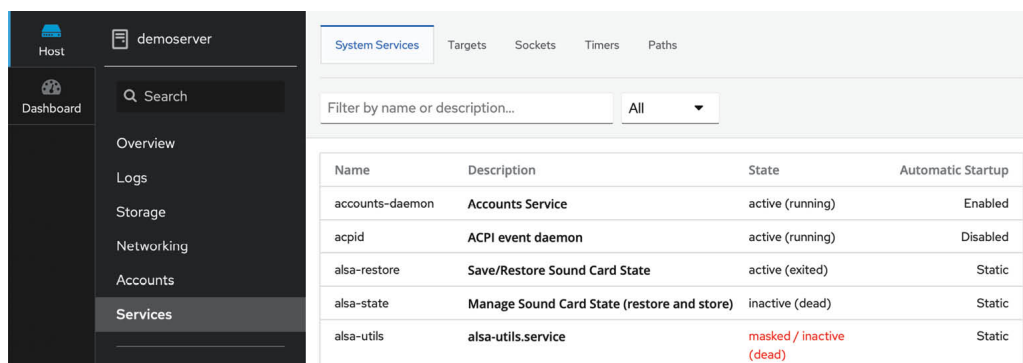 Host
Dashboard
demoserver
Search
Overview
Logs
Storage
Networking
Accounts
Services
System Services Targets Sockets Timers Paths
Filter by name or description... All
Name Description State Automatic Startup
accounts-daemon Accounts Service active (running) Enabled
acpid ACPI event daemon active (running) Disabled
alsa-restore Save/Restore Sound Card State active (exited) Static
alsa-state Manage Sound Card State (restore and store) inactive (dead) Static
alsa-utils alsa-utils.service masked / inactive Static
(dead)